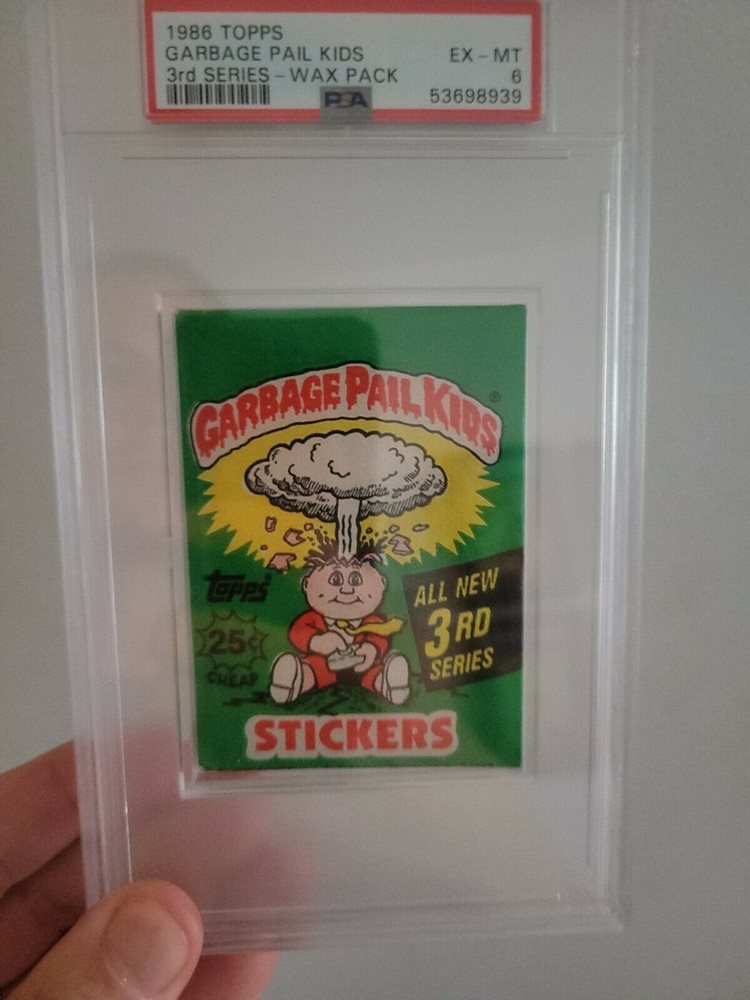 1986 TOPPS
GARBAGE PAIL KIDS EX - MT
3rd SERIES - WAX PACK 6
PSA 53698939
GARBAGE PAIL KIDS®
topps®
ALL NEW
3RD
SERIES
25¢
CHEAP
STICKERS